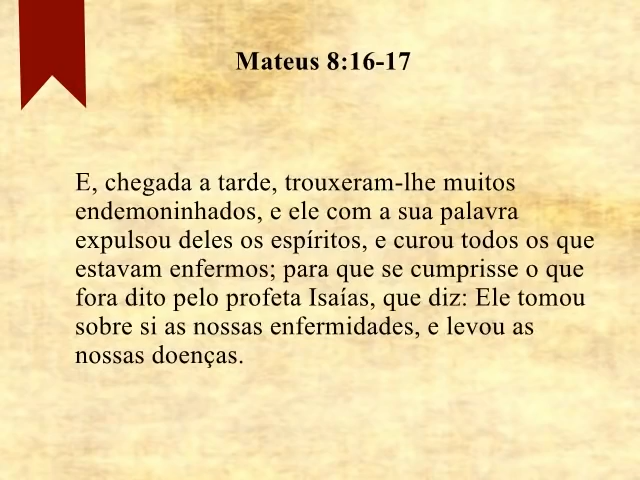 Mateus 8:16-17
E, chegada a tarde, trouxeram-lhe muitos
endemoninhados, e ele com a sua palavra
expulsou deles os espíritos, e curou todos os que
estavam enfermos; para que se cumprisse o que
fora dito pelo profeta Isaías, que diz: Ele tomou
sobre si as nossas enfermidades, e levou as
nossas doenças.